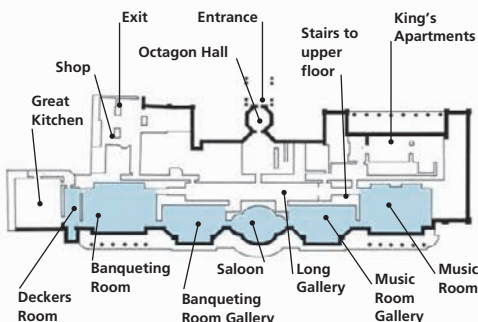 Exit
Entrance
King's
Apartments
Octagon Hall
Stairs to
upper
floor
Shop
Great
Kitchen
Banqueting
Room
Saloon
Long
Gallery
Music
Room
Deckers
Room
Banqueting
Room Gallery
Music
Room
Gallery